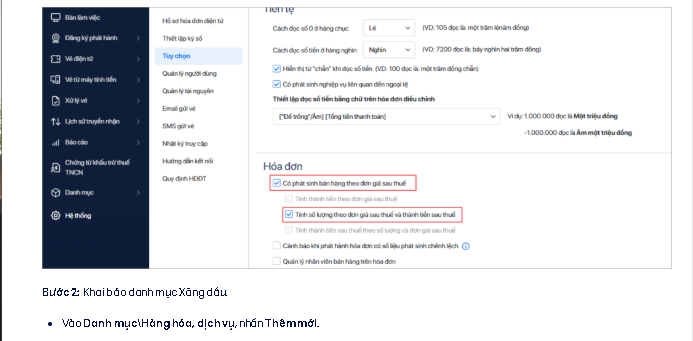 Bàn làm việc
Đăng ký phát hành
Vé điện tử
Vé từ máy tính tiền
Xử lý vé
Lịch sử truyền nhận
Báo cáo
Chứng từ khấu trừ thuế
TNCN
Danh mục
Hệ thống
Hồ sơ hóa đơn điện tử
Thiết lập ký số
Tùy chọn
Quản lý người dùng
Quản lý tài nguyên
Email gửi vé
SMS gửi vé
Nhật ký truy cập
Hướng dẫn kết nối
Quy định HĐĐT
Tiền tệ
Cách đọc số 0 ở hàng chục Lẻ (VD: 105 đọc là: một trăm lẻ năm đồng)
Cách đọc số tiền ở hàng nghìn Nghìn (VD: 7200 đọc là: bảy nghìn hai trăm đồng)
Hiển thị từ "chẵn" khi đọc số tiền (VD: 100 đọc là: một trăm đồng chẵn)
Có phát sinh nghiệp vụ liên quan đến ngoại tệ
Thiết lập đọc số tiền bằng chữ trên hóa đơn điều chỉnh
["Để trống"/Âm] [Tổng tiền thanh toán] Ví dụ: 1.000.000 đọc là Một triệu đồng
-1.000.000 đọc là Âm một triệu đồng
Hóa đơn
Có phát sinh bán hàng theo đơn giá sau thuế
Tính thành tiền theo đơn giá sau thuế
Tính số lượng theo đơn giá sau thuế và thành tiền sau thuế
Tính thành tiền sau thuế theo số lượng và đơn giá sau thuế
Cảnh báo khi phát hành hóa đơn có số liệu phát sinh chênh lệch
Quản lý nhân viên bán hàng trên hóa đơn
Bước 2: Khai báo danh mục Xăng dầu
Vào Danh mục\Hàng hóa, dịch vụ, nhấn Thêm mới.